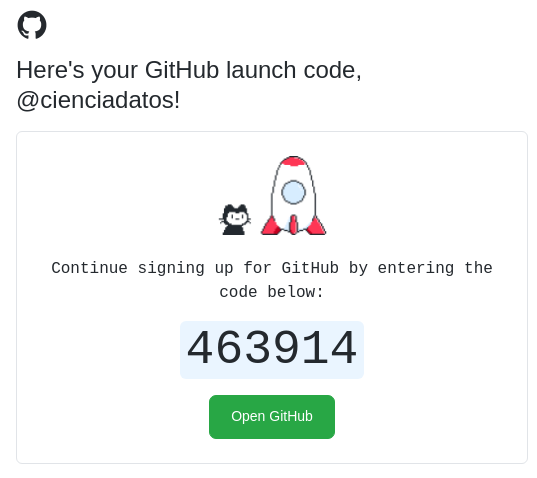 Here's your GitHub launch code,
@cienciadatos!
Continue signing up for GitHub by entering the
code below:
463914
Open GitHub